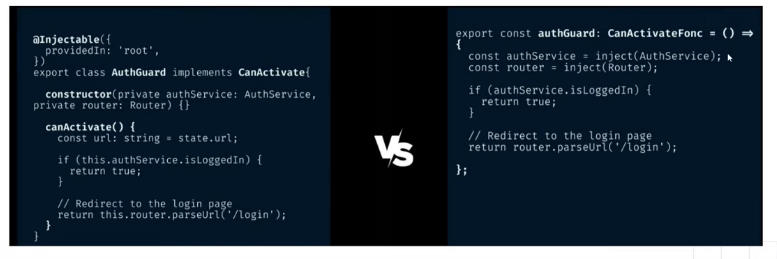 @Injectable({
providedIn: 'root',
})
export class AuthGuard implements CanActivate{
constructor(private authService: AuthService,
private router: Router) {}
canActivate() {
const url: string = state.url;
if (this.authService.isLoggedIn) {
return true;
}
// Redirect to the login page
return this.router.parseUrl('/login');
}
}
VS
export const authGuard: CanActivateFonc = () ⇒
{
const authService = inject(AuthService);
const router = inject(Router);
if (authService.isLoggedIn) {
return true;
}
// Redirect to the login page
return router.parseUrl('/login');
};